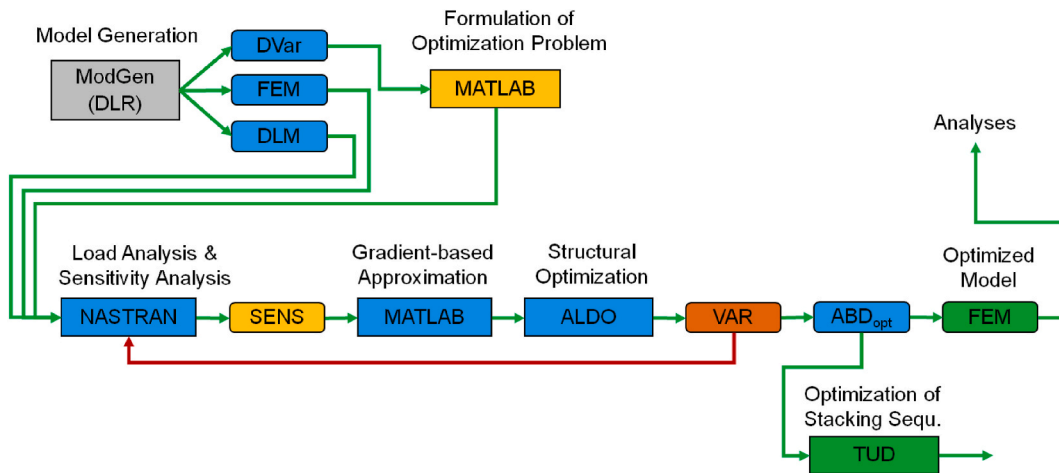 Model Generation
ModGen
(DLR)
DVar
FEM
DLM
Formulation of
Optimization Problem
MATLAB
Analyses
Load Analysis &
Sensitivity Analysis
NASTRAN
SENS
Gradient-based
Approximation
MATLAB
Structural
Optimization
ALDO
VAR
ABDopt
Optimized
Model
FEM
Optimization of
Stacking Sequ.
TUD